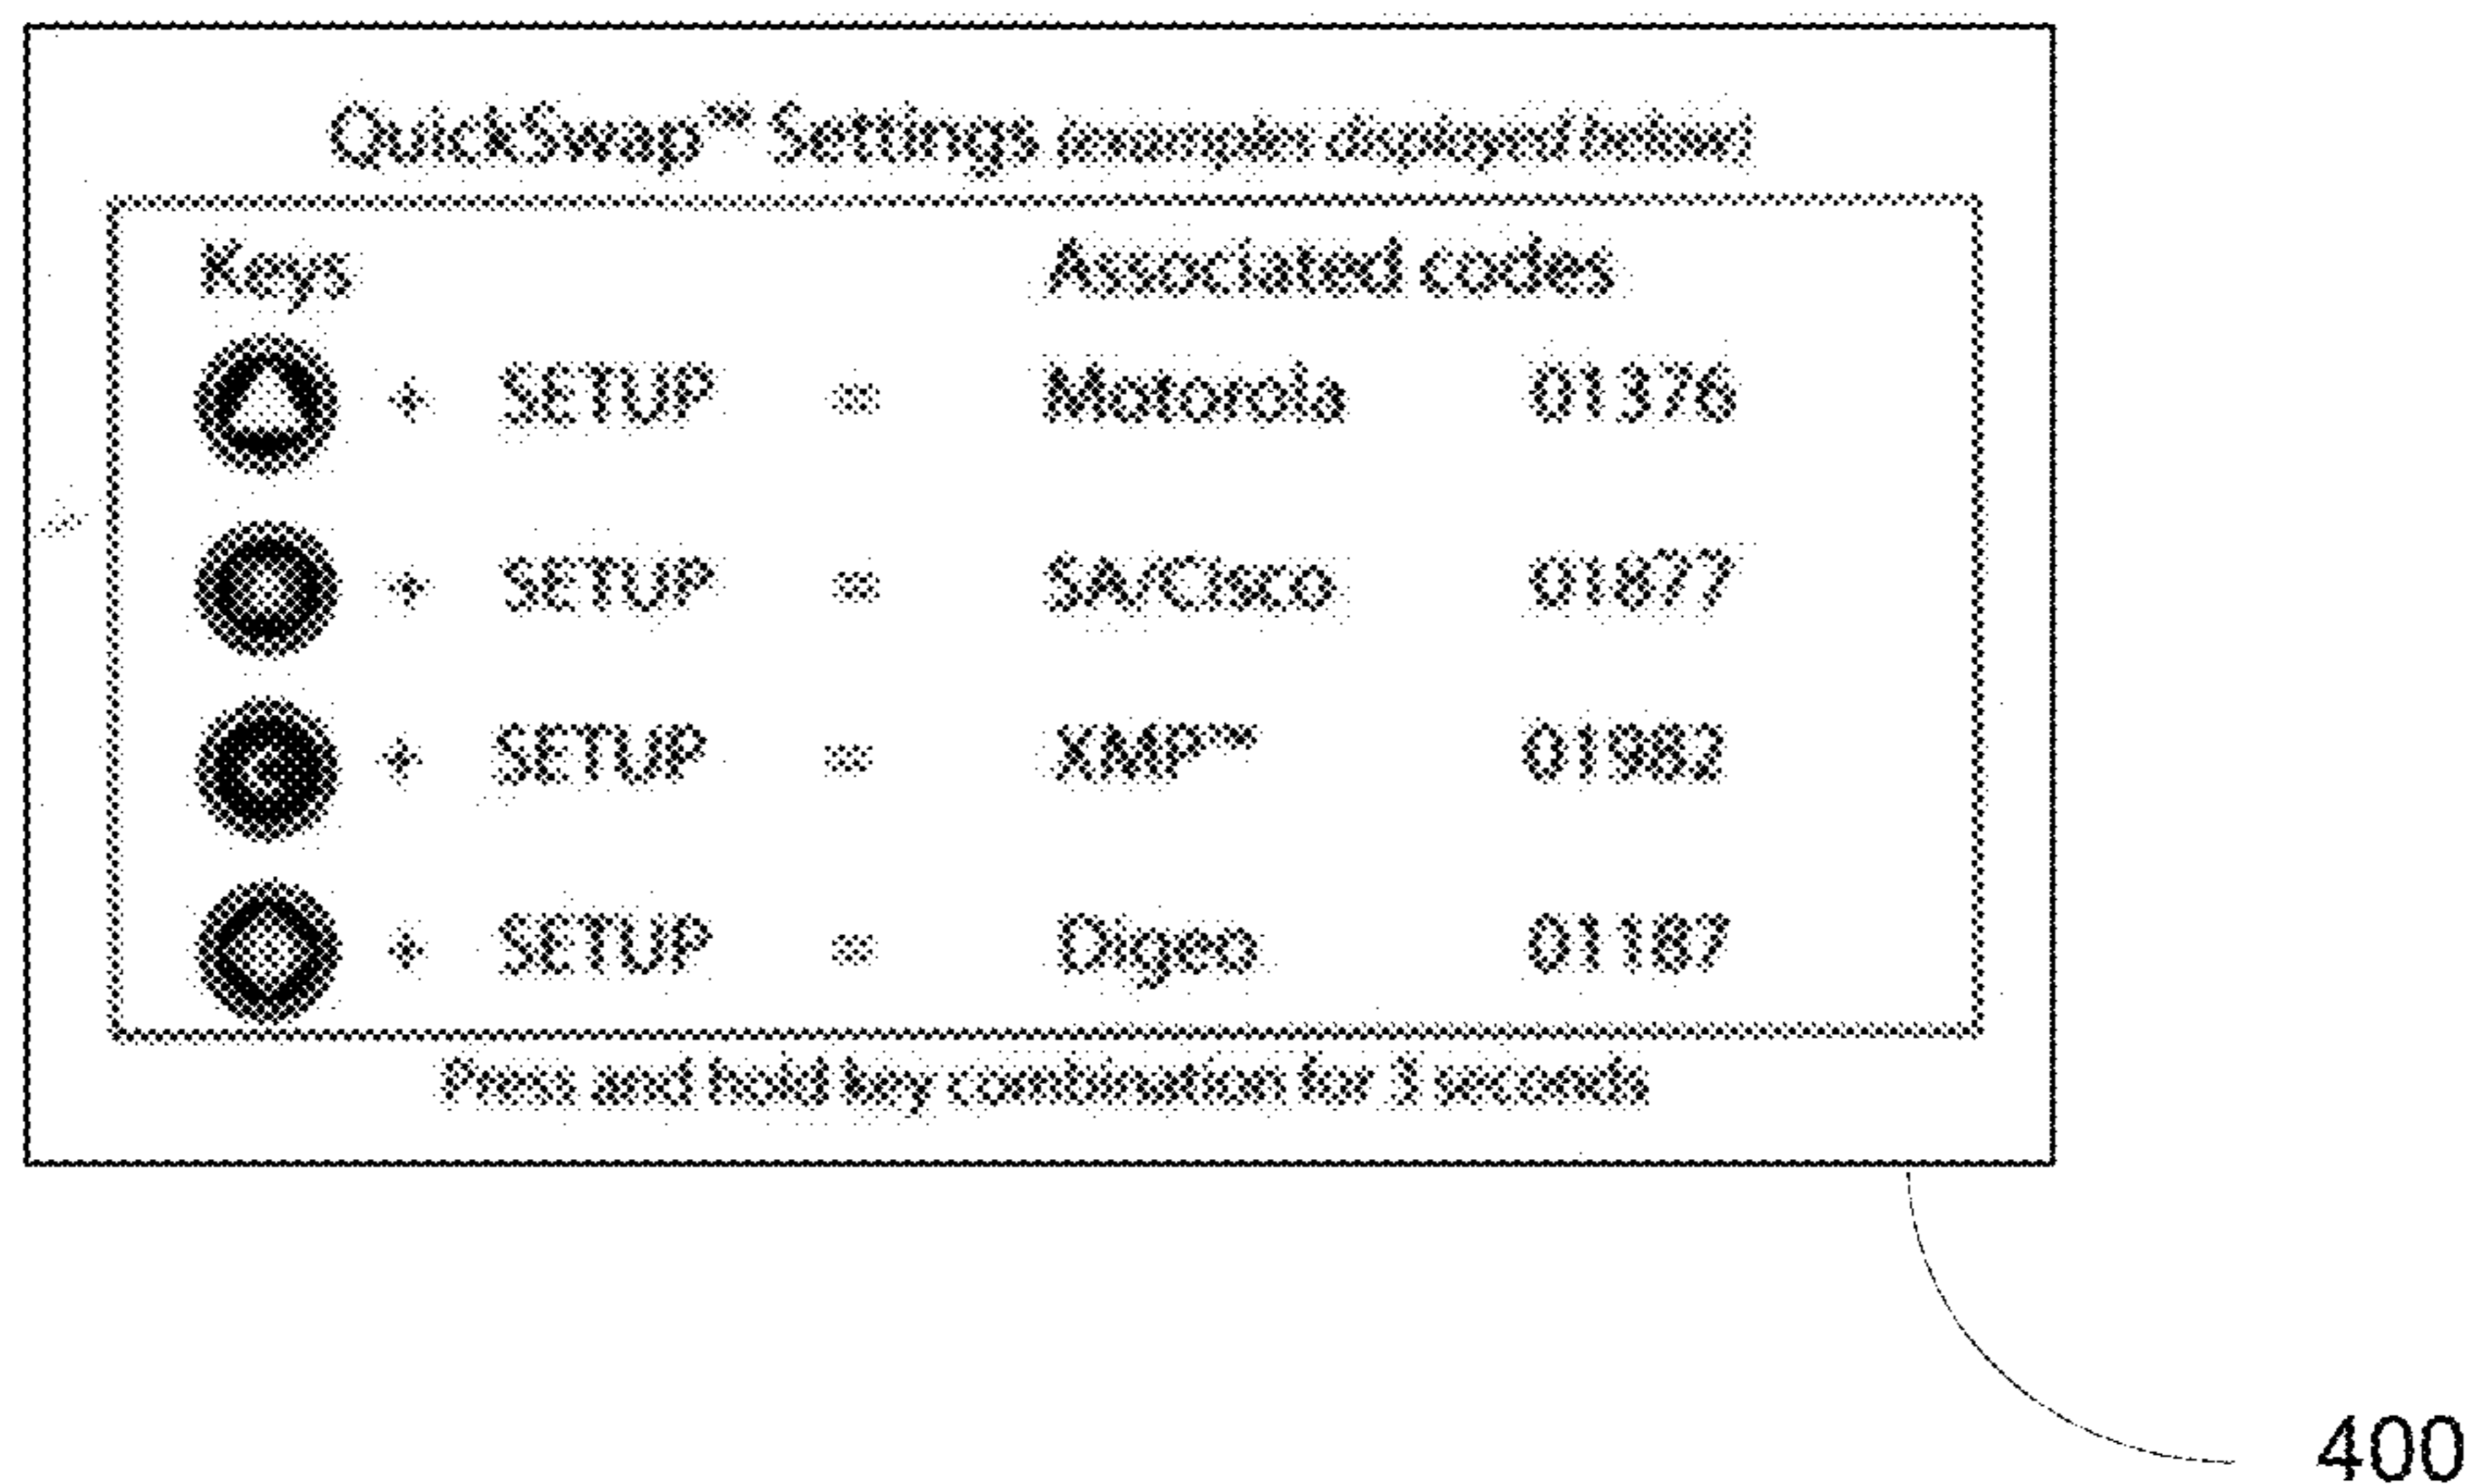 QuickSwap™ Settings (examples displayed below)
Keys Associated codes
+ SETUP = Motorola 01376
+ SETUP = SA/Cisco 01877
+ SETUP = XMP™ 01982
+ SETUP = Digeo 01187
Press and hold key combination for 3 seconds
400